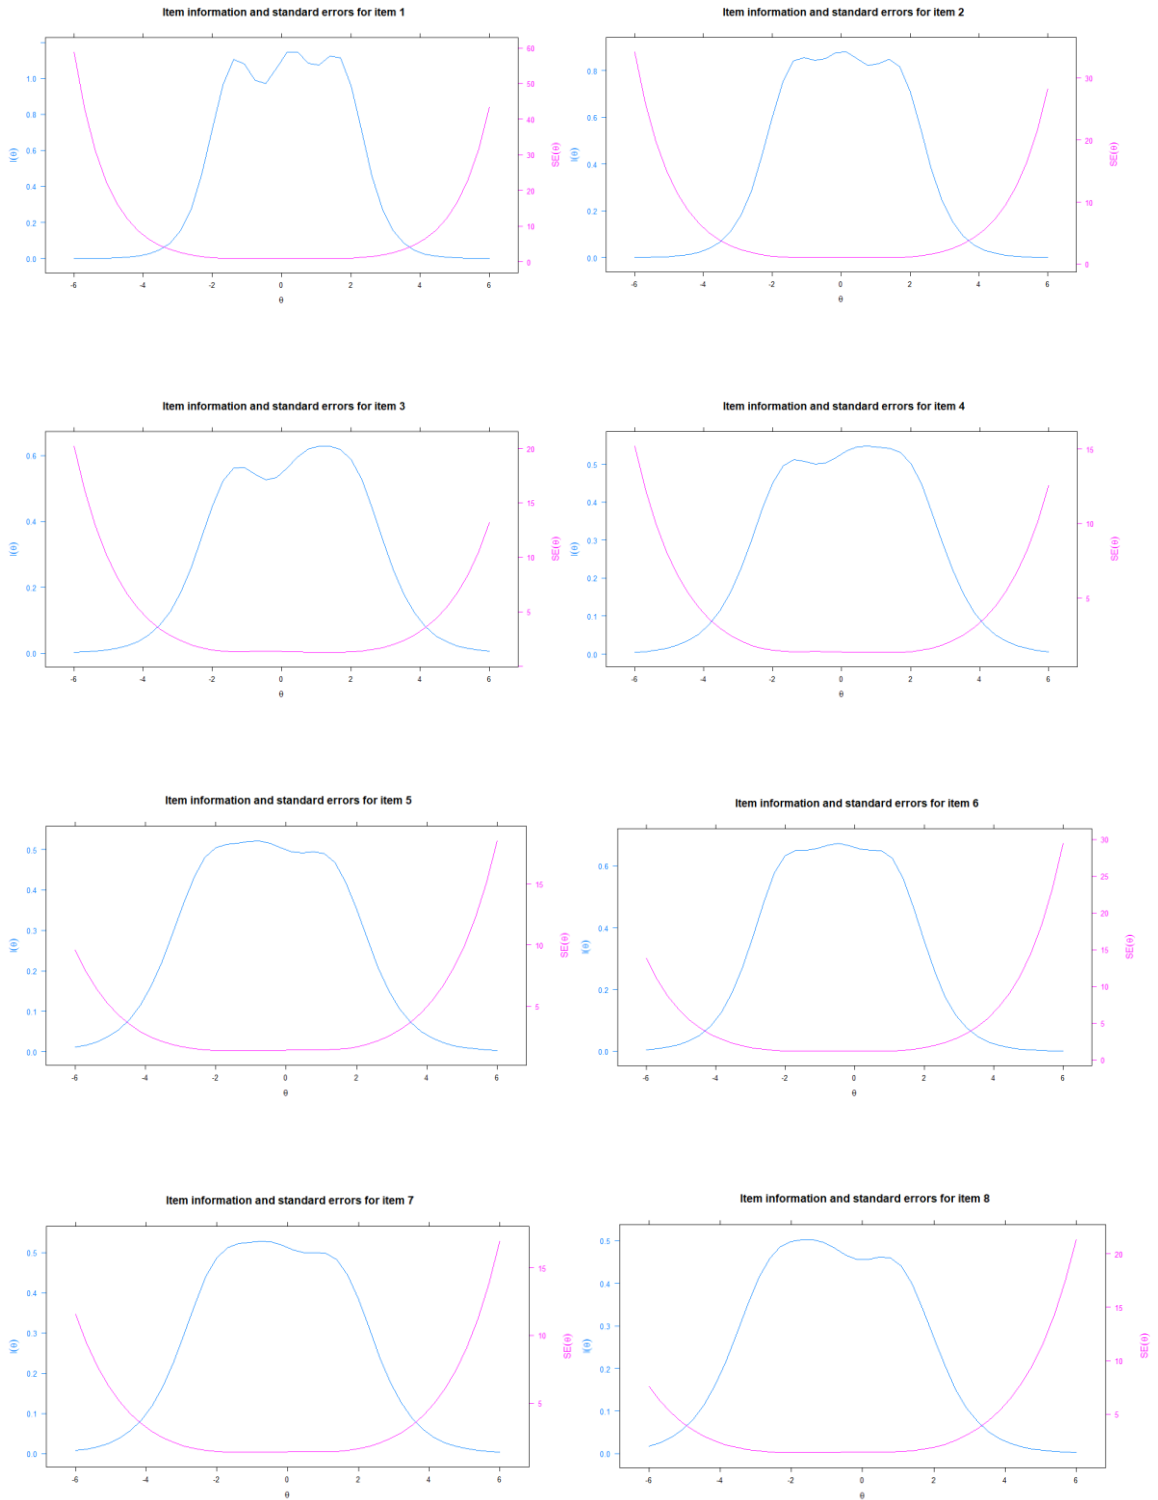 Item information and standard errors for item 1
1.0
0.8
0.6
0.4
0.2
0.0
I(θ)
60
50
40
30
20
10
0
SE(θ)
-6 -4 -2 0 2 4 6
θ
Item information and standard errors for item 2
0.8
0.6
0.4
0.2
0.0
I(θ)
30
20
10
0
SE(θ)
-6 -4 -2 0 2 4 6
θ
Item information and standard errors for item 3
0.6
0.4
0.2
0.0
I(θ)
20
15
10
5
SE(θ)
-6 -4 -2 0 2 4 6
θ
Item information and standard errors for item 4
0.5
0.4
0.3
0.2
0.1
0.0
I(θ)
15
10
5
SE(θ)
-6 -4 -2 0 2 4 6
θ
Item information and standard errors for item 5
0.5
0.4
0.3
0.2
0.1
0.0
I(θ)
15
10
5
SE(θ)
-6 -4 -2 0 2 4 6
θ
Item information and standard errors for item 6
0.6
0.4
0.2
0.0
I(θ)
30
25
20
15
10
5
0
SE(θ)
-6 -4 -2 0 2 4 6
θ
Item information and standard errors for item 7
0.5
0.4
0.3
0.2
0.1
0.0
I(θ)
15
10
5
SE(θ)
-6 -4 -2 0 2 4 6
θ
Item information and standard errors for item 8
0.5
0.4
0.3
0.2
0.1
0.0
I(θ)
20
15
10
5
SE(θ)
-6 -4 -2 0 2 4 6
θ